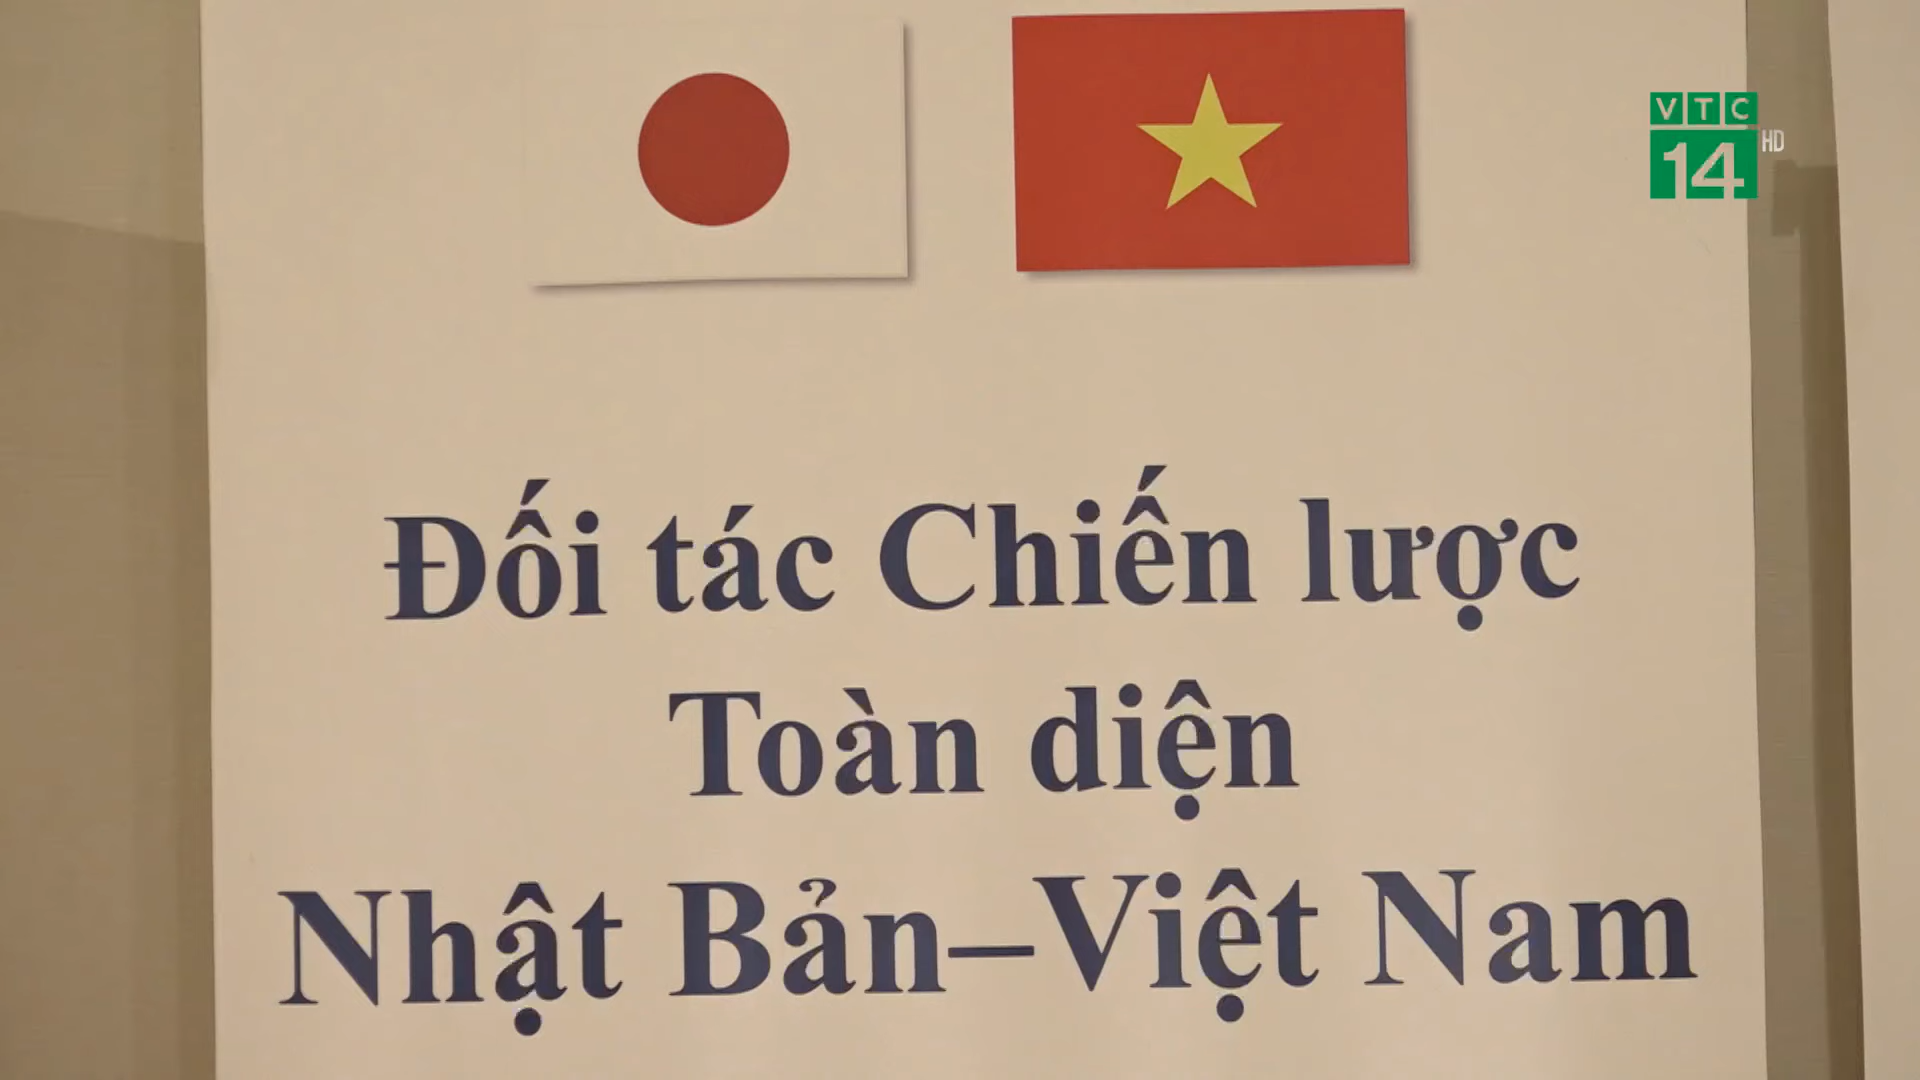 VTC
14 HD
Đối tác Chiến lược
Toàn diện
Nhật Bản–Việt Nam